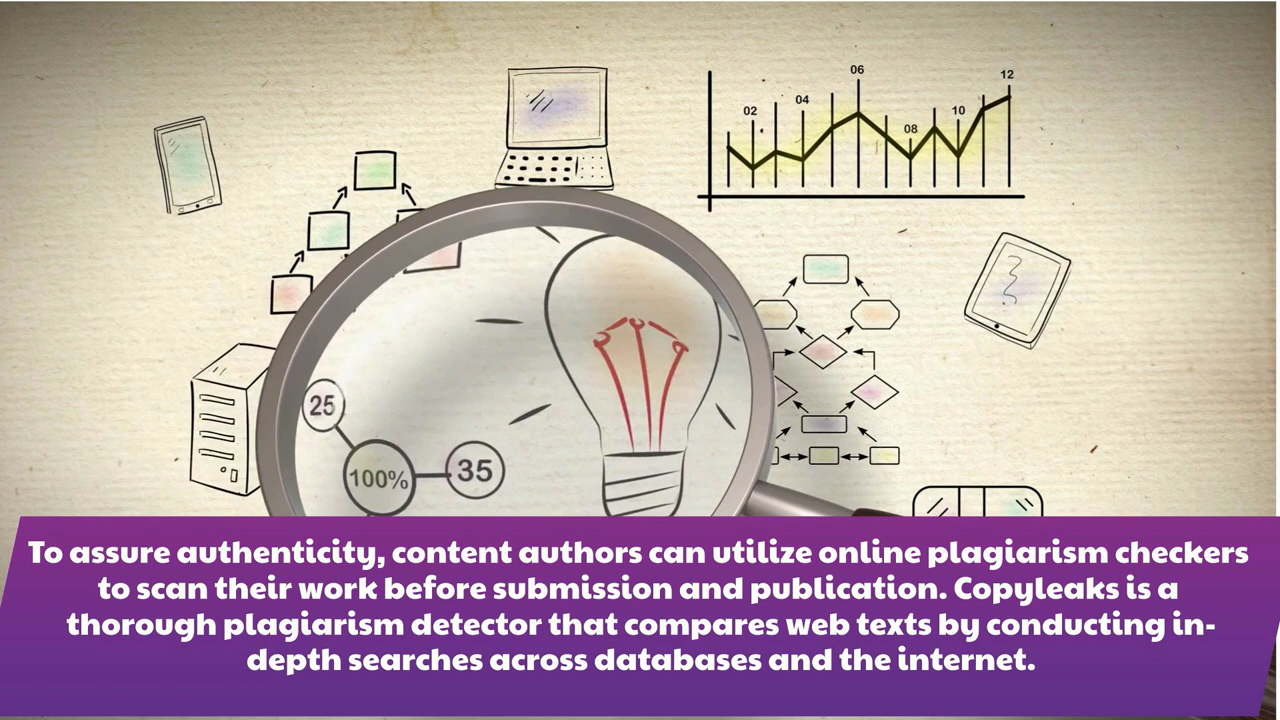 06
12
04
02
10
08
25
100%
35
To assure authenticity, content authors can utilize online plagiarism checkers
to scan their work before submission and publication. Copyleaks is a
thorough plagiarism detector that compares web texts by conducting in-
depth searches across databases and the internet.